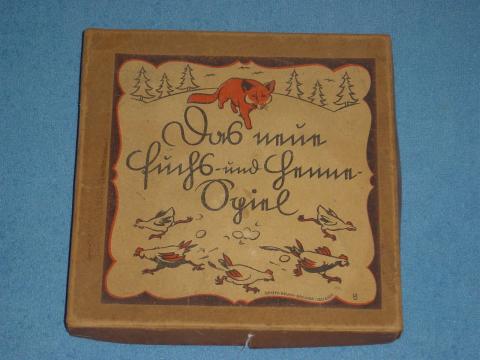 Das neue
Fuchs- und Henne-
Spiel